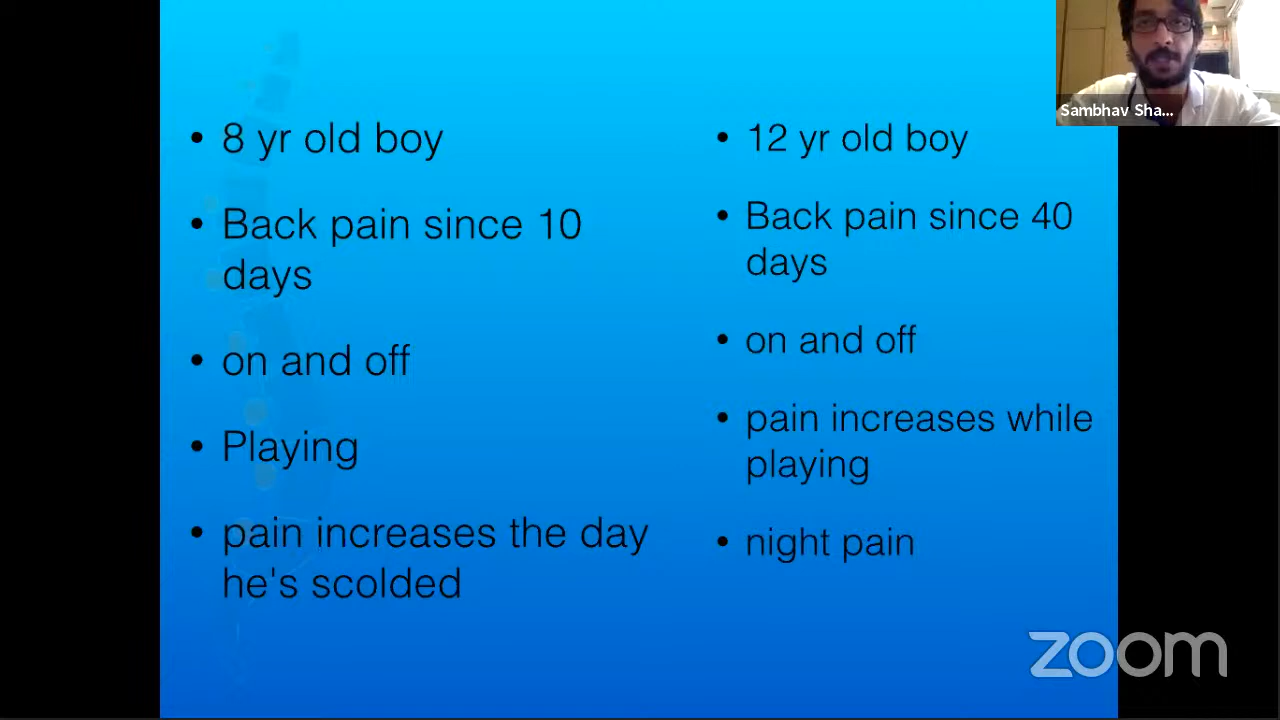 • 8 yr old boy
• Back pain since 10
days
• on and off
• Playing
• pain increases the day
he's scolded
• 12 yr old boy
• Back pain since 40
days
• on and off
• pain increases while
playing
• night pain
Sambhav Sha...
zoom